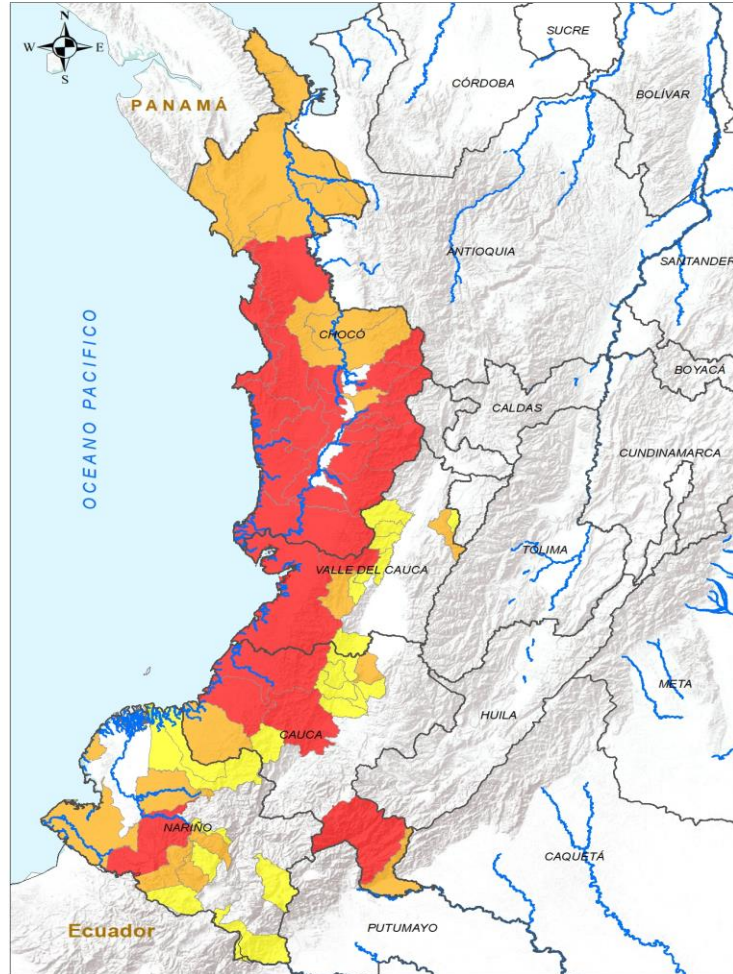 N
W E
S
SUCRE
CÓRDOBA
BOLÍVAR
PANAMÁ
ANTIOQUIA
SANTANDER
OCEANO PACIFICO
CHOCÓ
BOYACÁ
CALDAS
CUNDINAMARCA
TOLIMA
VALLE DEL CAUCA
META
HUILA
CAUCA
NARIÑO
CAQUETÁ
PUTUMAYO
Ecuador